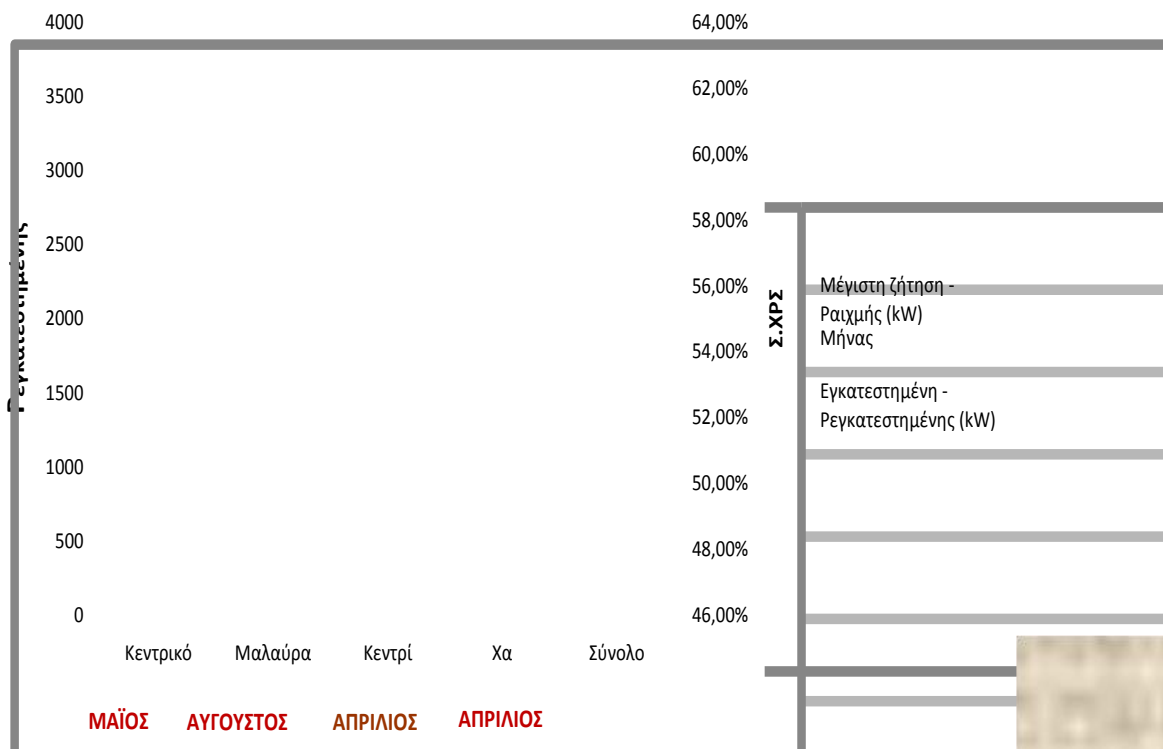 4000
3500
3000
2500
2000
1500
1000
500
0
Ρεγκατεστημένης
Κεντρικό Μαλαύρα Κεντρί Χα Σύνολο
ΜΑΪΟΣ ΑΥΓΟΥΣΤΟΣ ΑΠΡΙΛΙΟΣ ΑΠΡΙΛΙΟΣ
64,00%
62,00%
60,00%
58,00%
56,00%
54,00%
52,00%
50,00%
48,00%
46,00%
Σ.ΧΡΣ
Μέγιστη ζήτηση -
Ραιχμής (kW)
Μήνας
Εγκατεστημένη -
Ρεγκατεστημένης (kW)